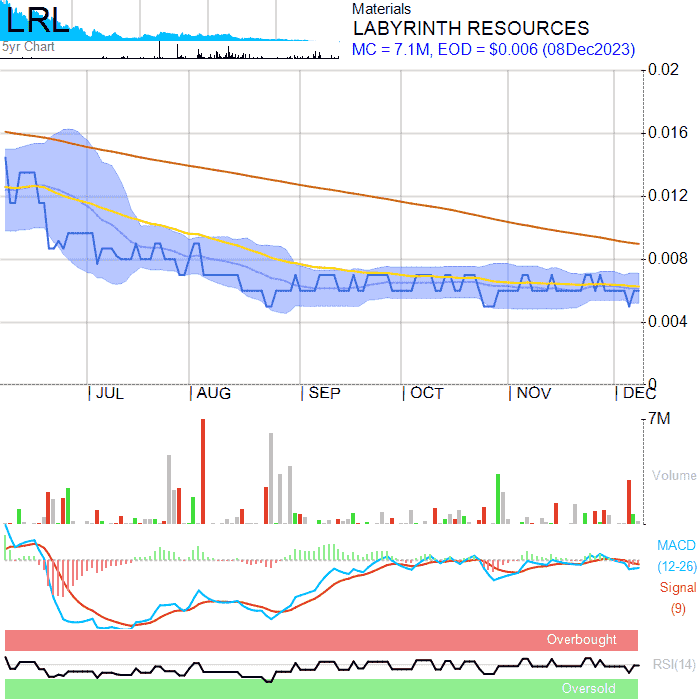 LRL
5yr Chart
Materials
LABYRINTH RESOURCES
MC = 7.1M, EOD = $0.006 (08Dec2023)
0.02
0.016
0.012
0.008
0.004
0
JUL AUG SEP OCT NOV DEC
7M
Volume
MACD
(12-26)
Signal
(9)
Overbought
RSI(14)
Oversold